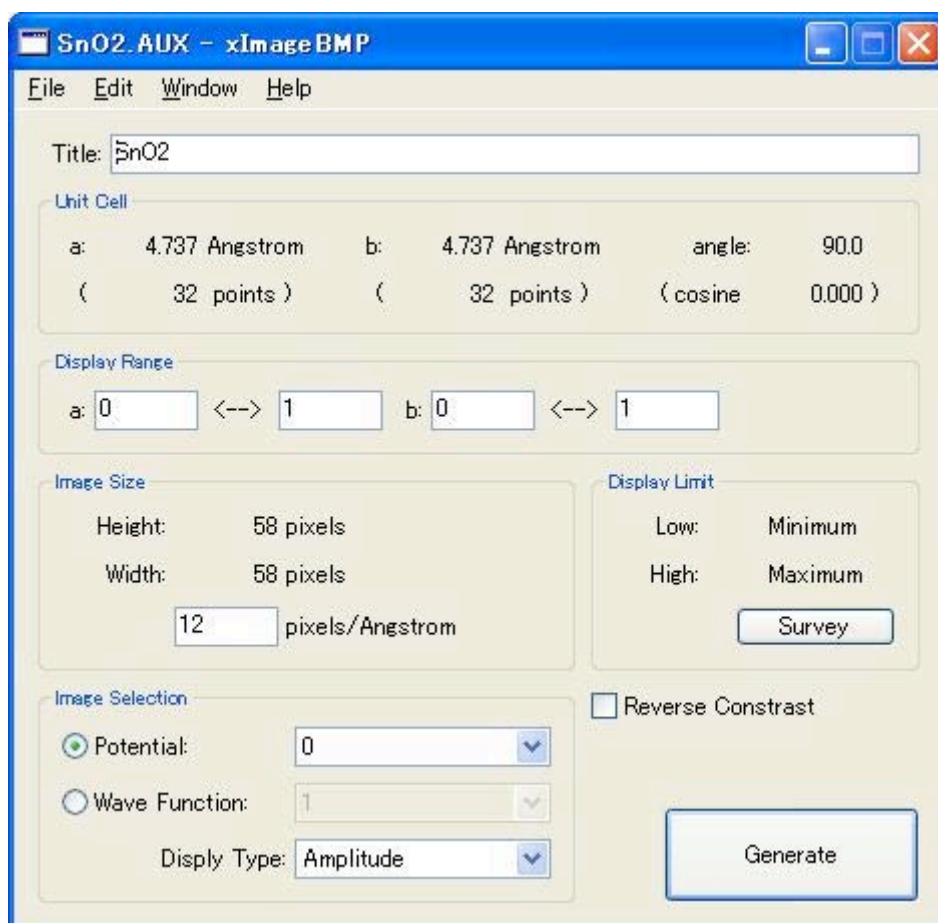 SnO2.AUX - xImageBMP
File Edit Window Help
Title: SnO2
Unit Cell
a: 4.737 Angstrom b: 4.737 Angstrom angle: 90.0
( 32 points ) ( 32 points ) ( cosine 0.000 )
Display Range
a: 0 <--> 1 b: 0 <--> 1
Image Size
Height: 58 pixels
Width: 58 pixels
12 pixels/Angstrom
Display Limit
Low: Minimum
High: Maximum
Survey
Image Selection
Potential: 0
Wave Function: 1
Disply Type: Amplitude
Reverse Constrast
Generate